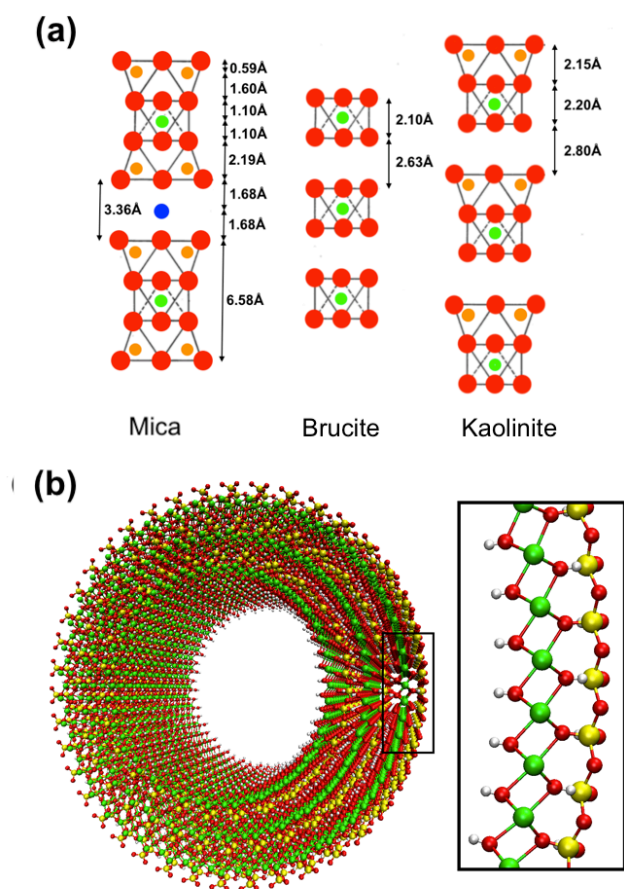 (a)
0.59Å
1.60Å
1.10Å
1.10Å
2.19Å
1.68Å
3.36Å
1.68Å
6.58Å
2.10Å
2.63Å
2.15Å
2.20Å
2.80Å
Mica
Brucite
Kaolinite
(b)